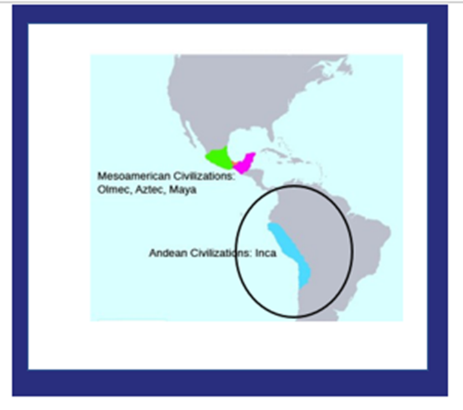 Mesoamerican Civilizations:
Olmec, Aztec, Maya
Andean Civilizations: Inca